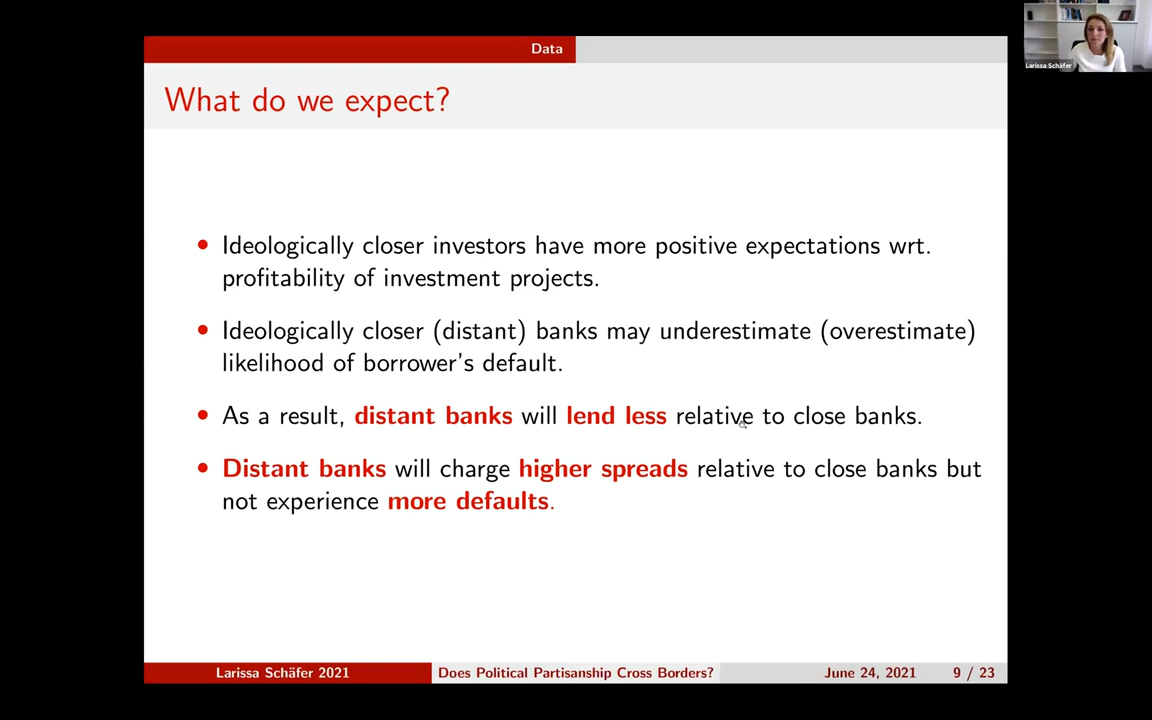 Data
Larissa Schäfer
What do we expect?
• Ideologically closer investors have more positive expectations wrt.
profitability of investment projects.
• Ideologically closer (distant) banks may underestimate (overestimate)
likelihood of borrower's default.
• As a result, distant banks will lend less relative to close banks.
• Distant banks will charge higher spreads relative to close banks but
not experience more defaults.
Larissa Schäfer 2021 Does Political Partisanship Cross Borders? June 24, 2021 9 / 23